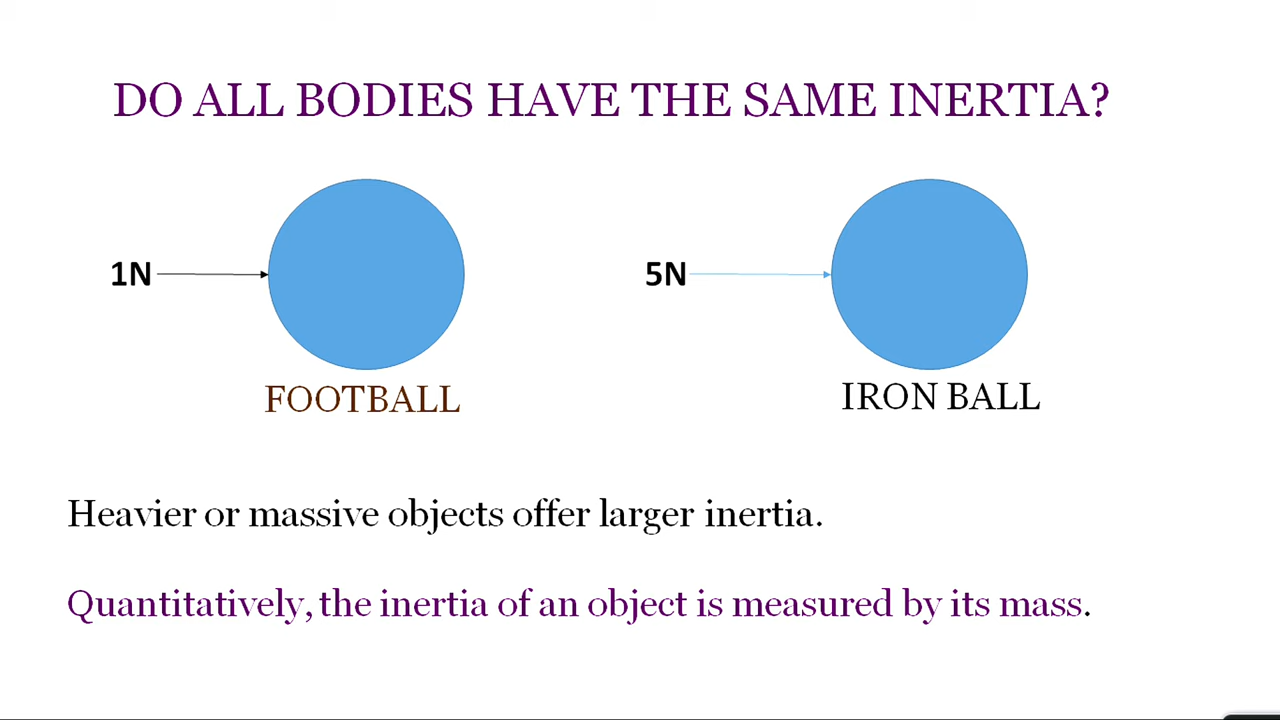 DO ALL BODIES HAVE THE SAME INERTIA?
1N
5N
FOOTBALL
IRON BALL
Heavier or massive objects offer larger inertia.
Quantitatively, the inertia of an object is measured by its mass.